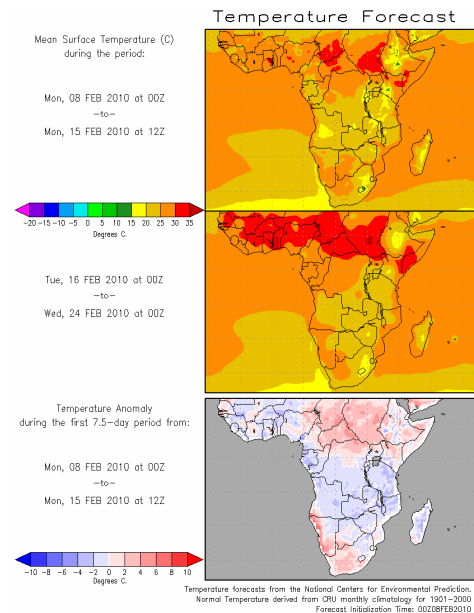 Temperature Forecast
Mean Surface Temperature (C)
during the period:
Mon, 08 FEB 2010 at 00Z
-to-
Mon, 15 FEB 2010 at 12Z
-20 -15 -10 -5 0 5 10 15 20 25 30 35
Degrees C.
Tue, 16 FEB 2010 at 00Z
-to-
Wed, 24 FEB 2010 at 00Z
Temperature Anomaly
during the first 7.5-day period from:
Mon, 08 FEB 2010 at 00Z
-to-
Mon, 15 FEB 2010 at 12Z
-10 -8 -6 -4 -2 0 2 4 6 8 10
Degrees C.
Temperature forecasts from the National Centers for Environmental Prediction.
Normal Temperature derived from CRU monthly climatology for 1901-2000
Forecast Initialization Time: 00Z08FEB2010